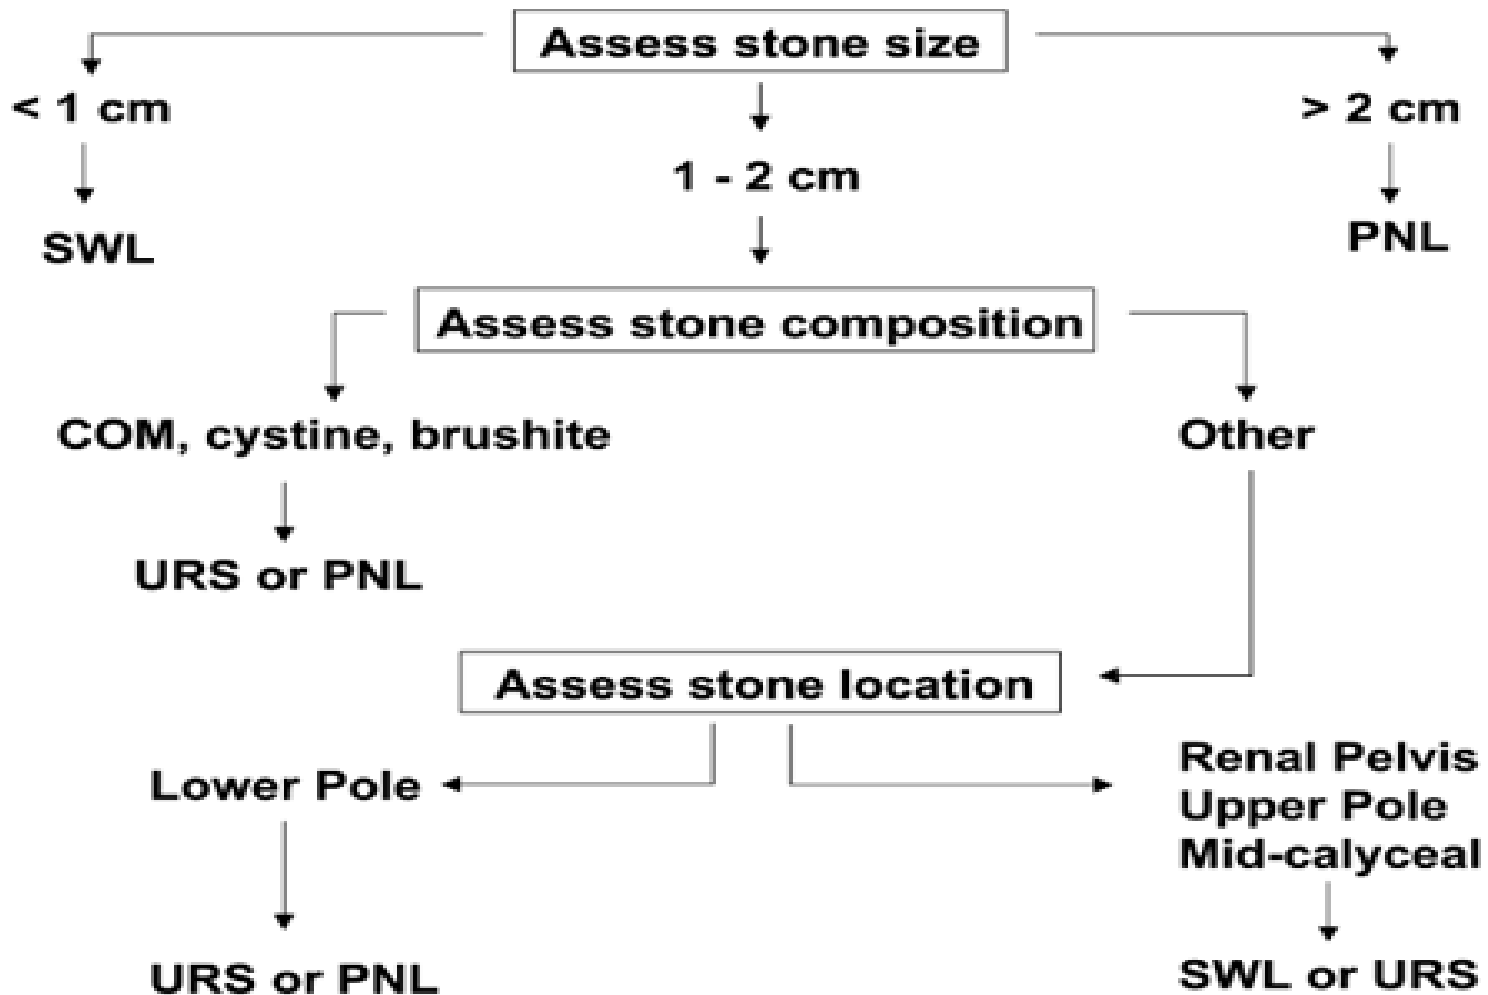 Assess stone size
< 1 cm
> 2 cm
1 - 2 cm
SWL
PNL
Assess stone composition
COM, cystine, brushite
Other
URS or PNL
Assess stone location
Lower Pole
Renal Pelvis
Upper Pole
Mid-calyceal
URS or PNL
SWL or URS